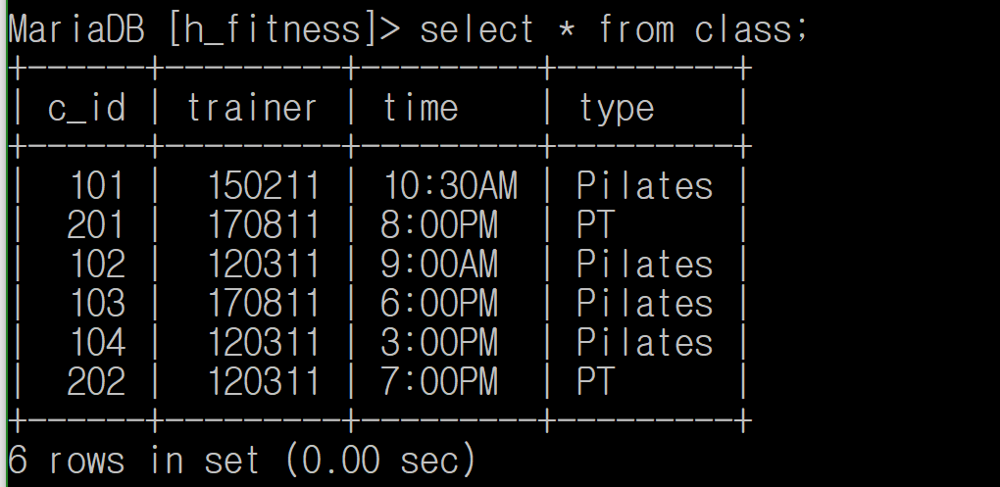 MariaDB [h_fitness]> select * from class;
+------+---------+---------+---------+
| c_id | trainer | time    | type    |
+------+---------+---------+---------+
|  101 |  150211 | 10:30AM | Pilates |
|  201 |  170811 | 8:00PM  | PT      |
|  102 |  120311 | 9:00AM  | Pilates |
|  103 |  170811 | 6:00PM  | Pilates |
|  104 |  120311 | 3:00PM  | Pilates |
|  202 |  120311 | 7:00PM  | PT      |
+------+---------+---------+---------+
6 rows in set (0.00 sec)